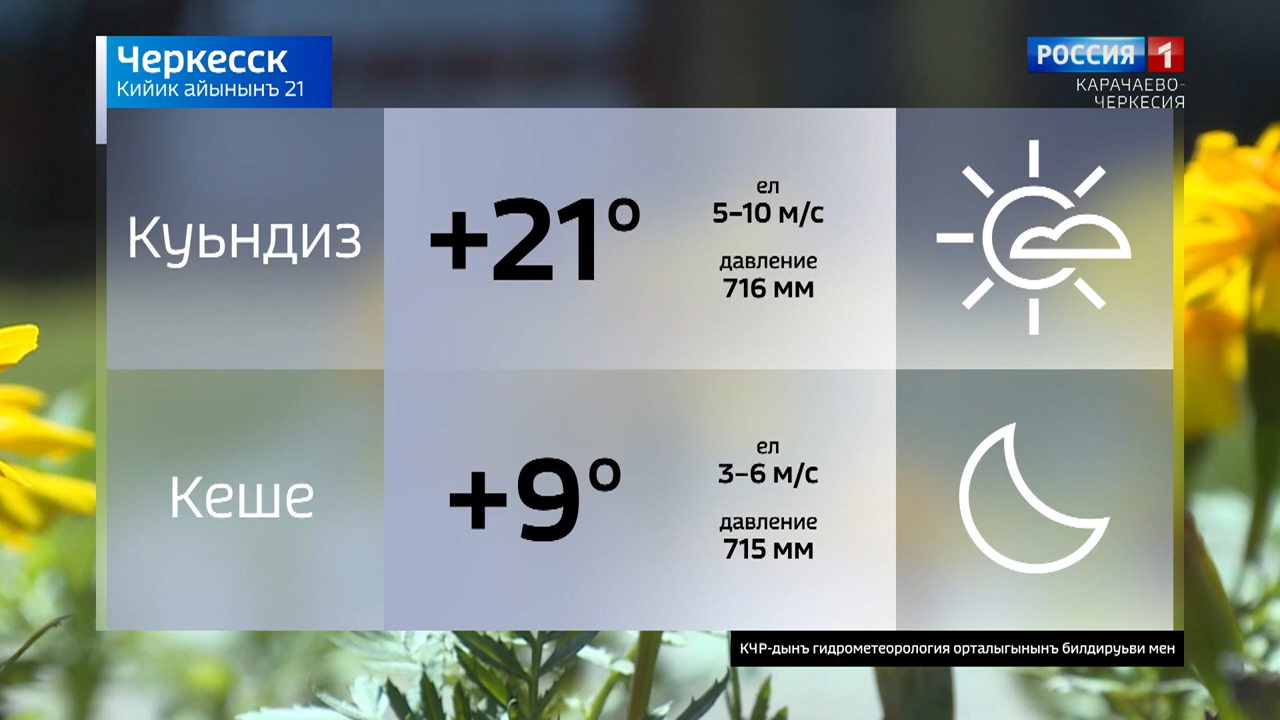 Черкесск
Кийик айынынъ 21
РОССИЯ 1
КАРАЧАЕВО-
ЧЕРКЕСИЯ
Куьндиз
+21°
ел
5-10 м/с
давление
716 мм
Кеше
+9°
ел
3-6 м/с
давление
715 мм
КЧР-дынъ гидрометеорология орталыгынынъ билдируьви мен